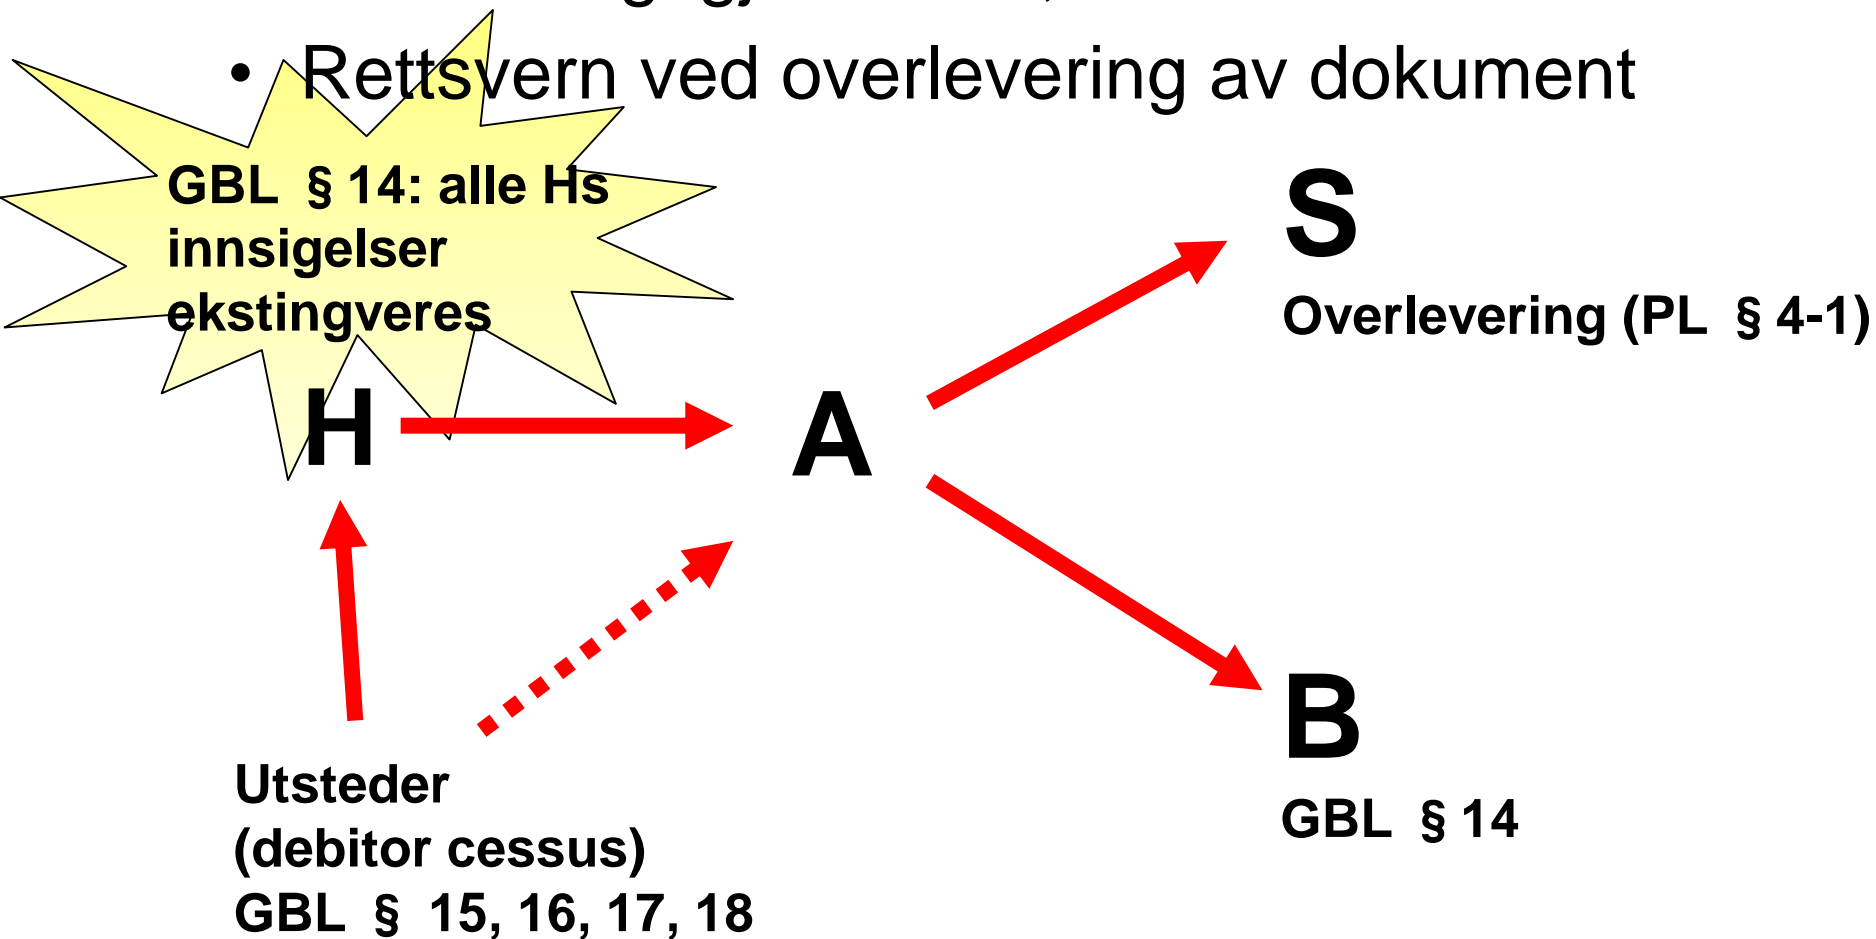 • Rettsvern ved overlevering av dokument
GBL § 14: alle Hs
innsigelser
ekstingveres
S
Overlevering (PL § 4-1)
H
A
B
GBL § 14
Utsteder
(debitor cessus)
GBL § 15, 16, 17, 18